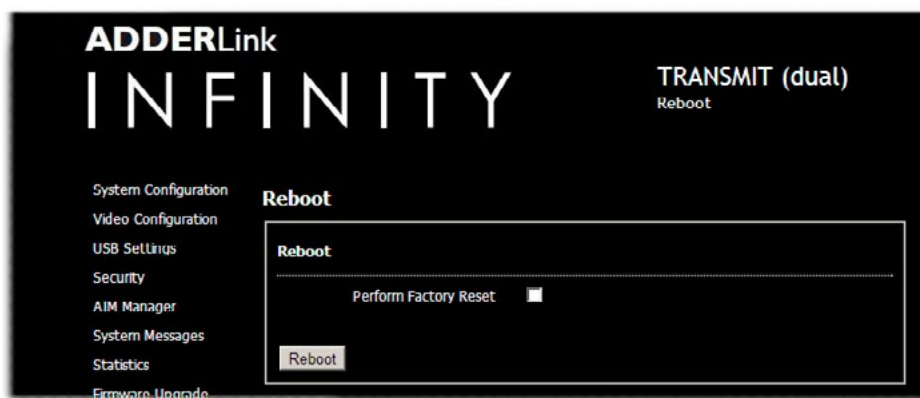 ADDERLink
INFINITY
TRANSMIT (dual)
Reboot
System Configuration
Video Configuration
USB Settings
Security
AIM Manager
System Messages
Statistics
Firmware Upgrade
Reboot
Reboot
Perform Factory Reset
Reboot